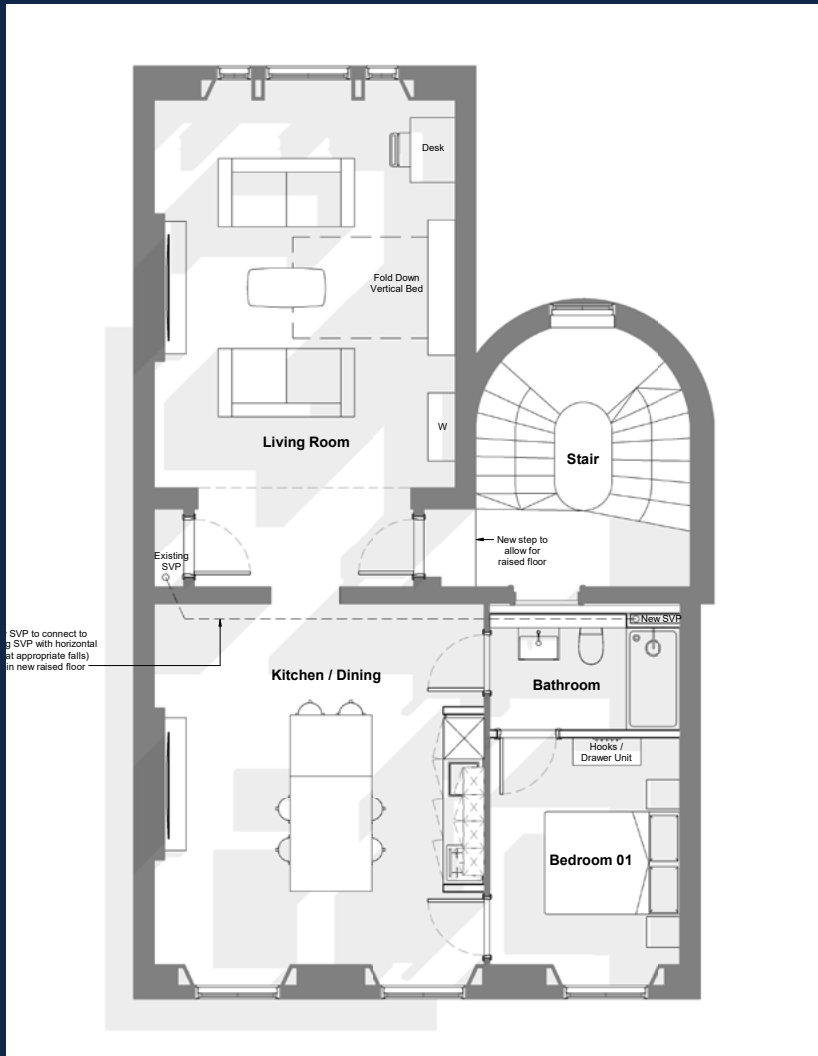 Desk
Fold Down
Vertical Bed
W
Living Room
Stair
Existing
SVP
New step to
allow for
raised floor
New SVP
SVP to connect to
g SVP with horizontal
at appropriate falls)
in new raised floor
Kitchen / Dining
Bathroom
Hooks /
Drawer Unit
Bedroom 01